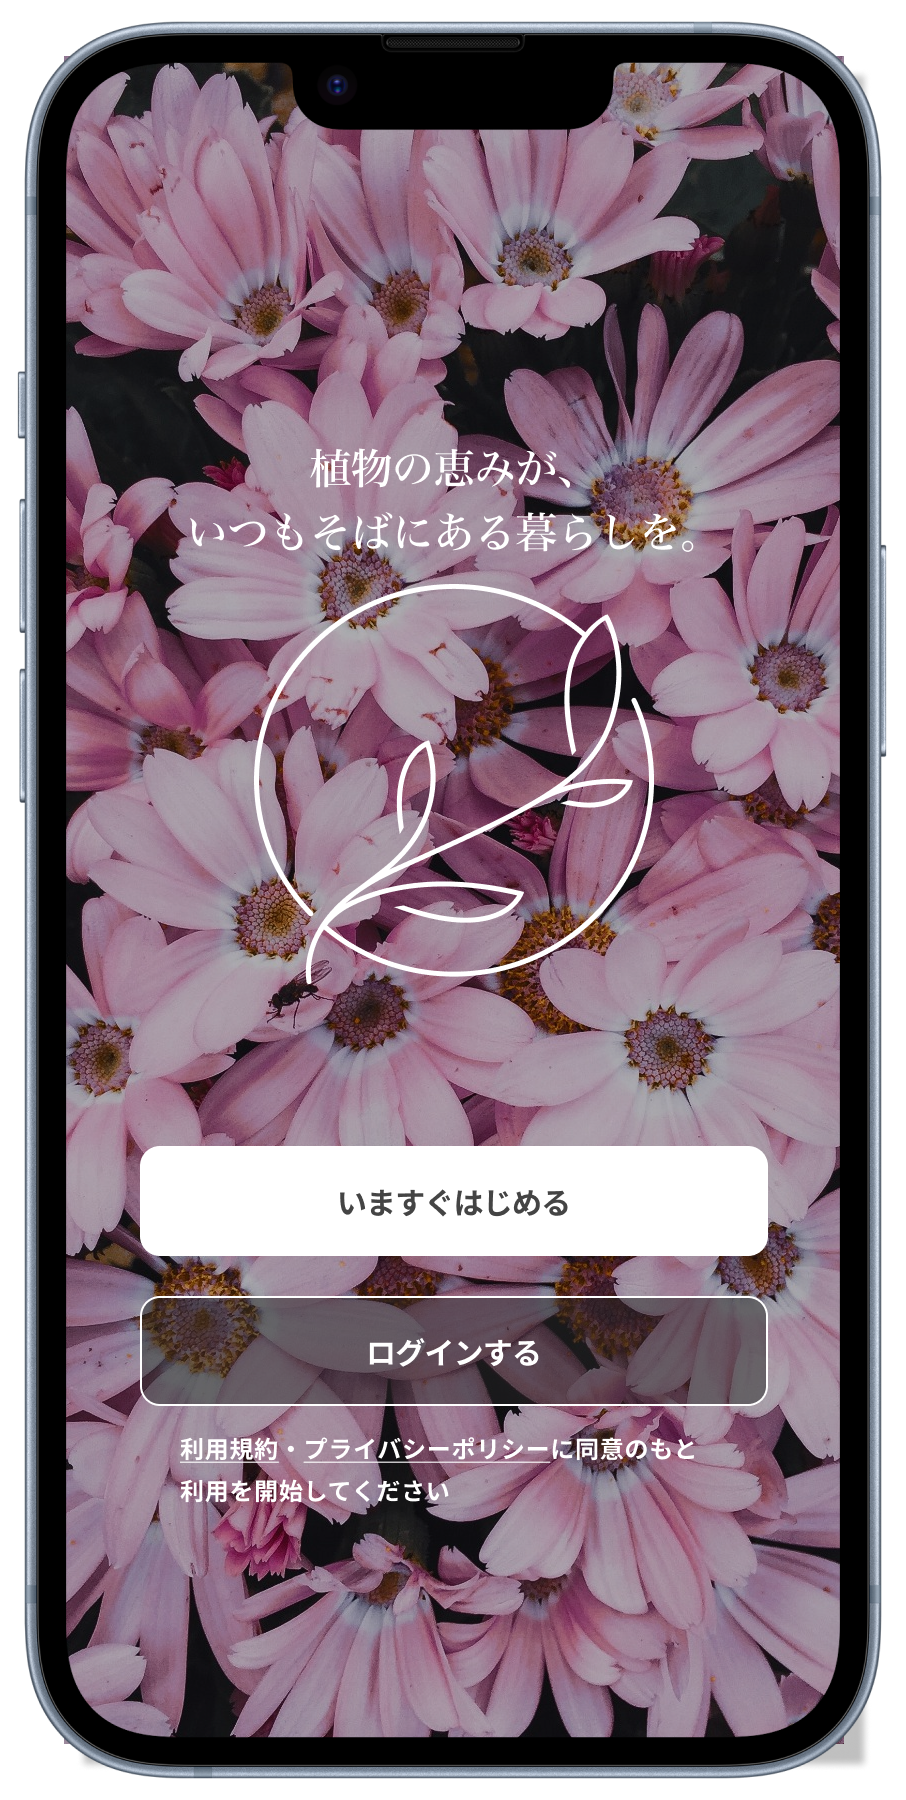 植物の恵みが、
いつもそばにある暮らしを。
いますぐはじめる
ログインする
利用規約・プライバシーポリシーに同意のもと
利用を開始してください